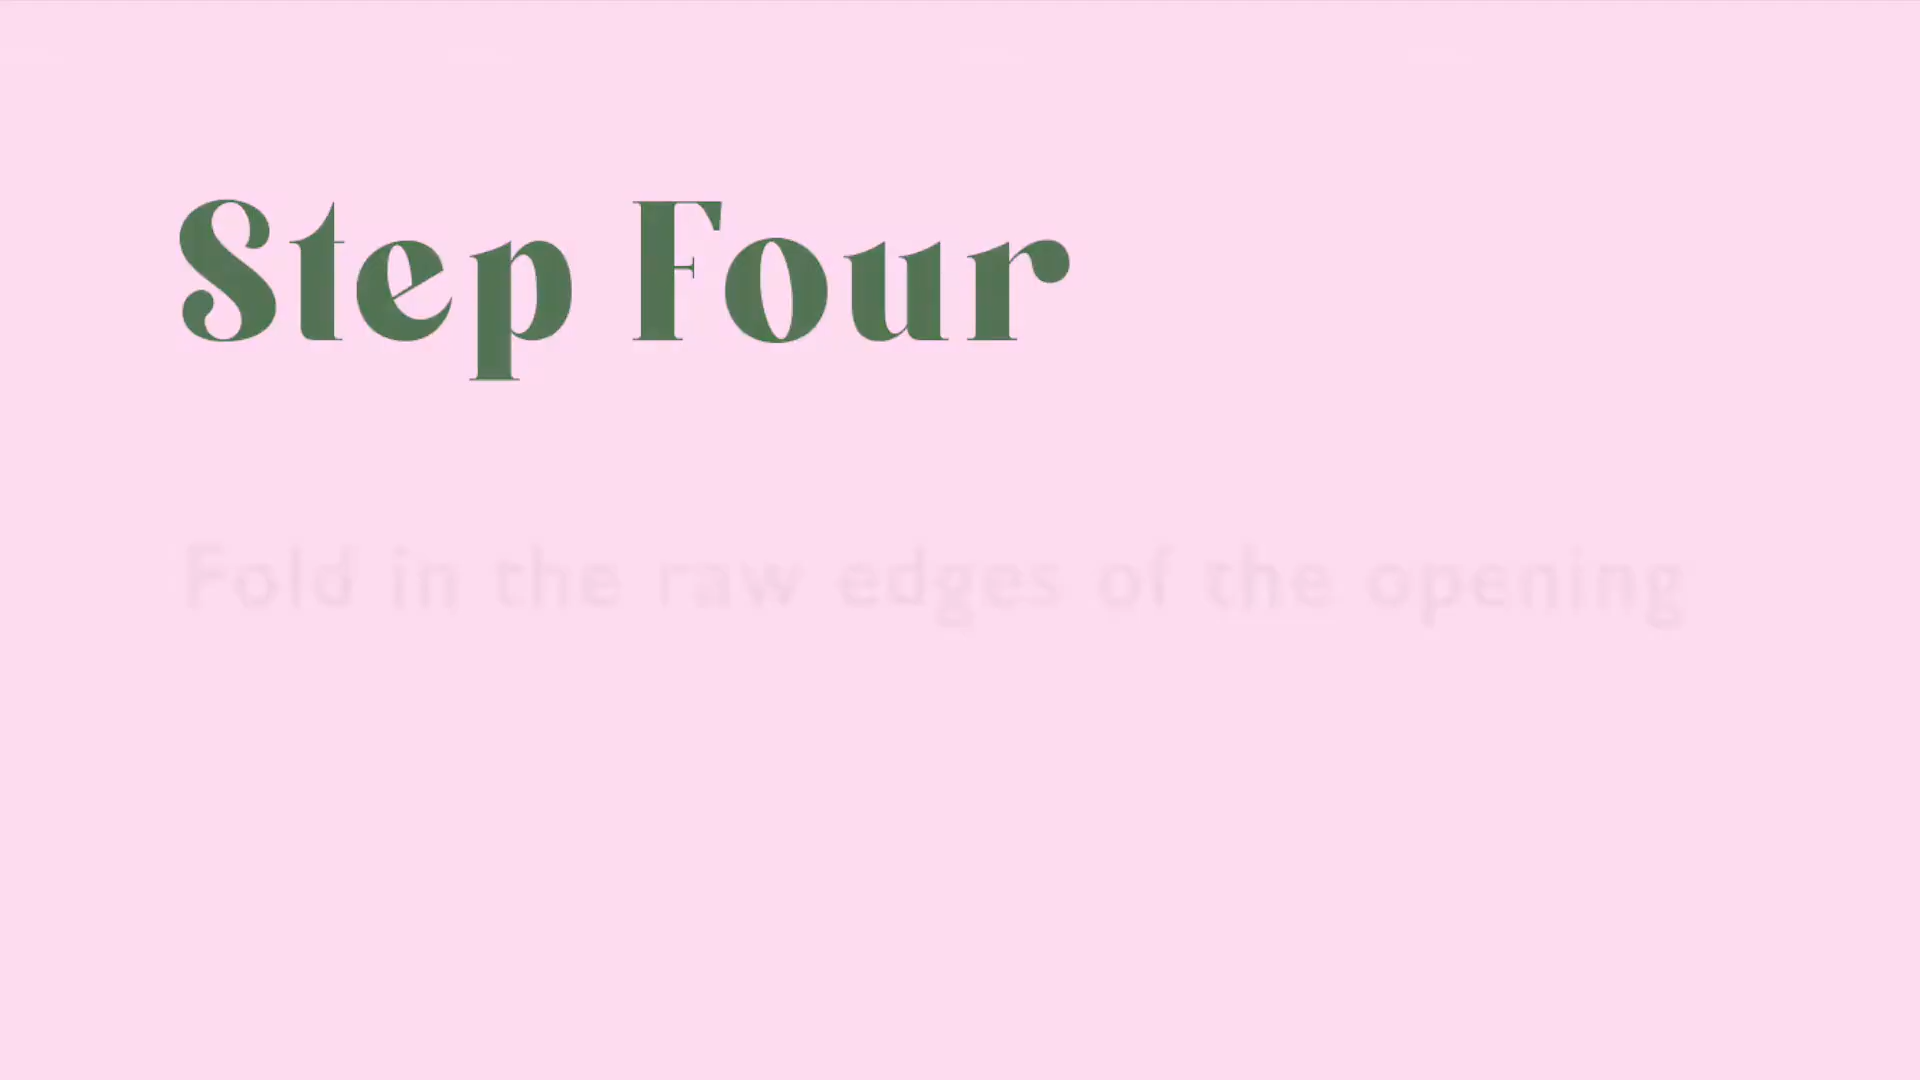 Step Four
Fold in the raw edges of the opening